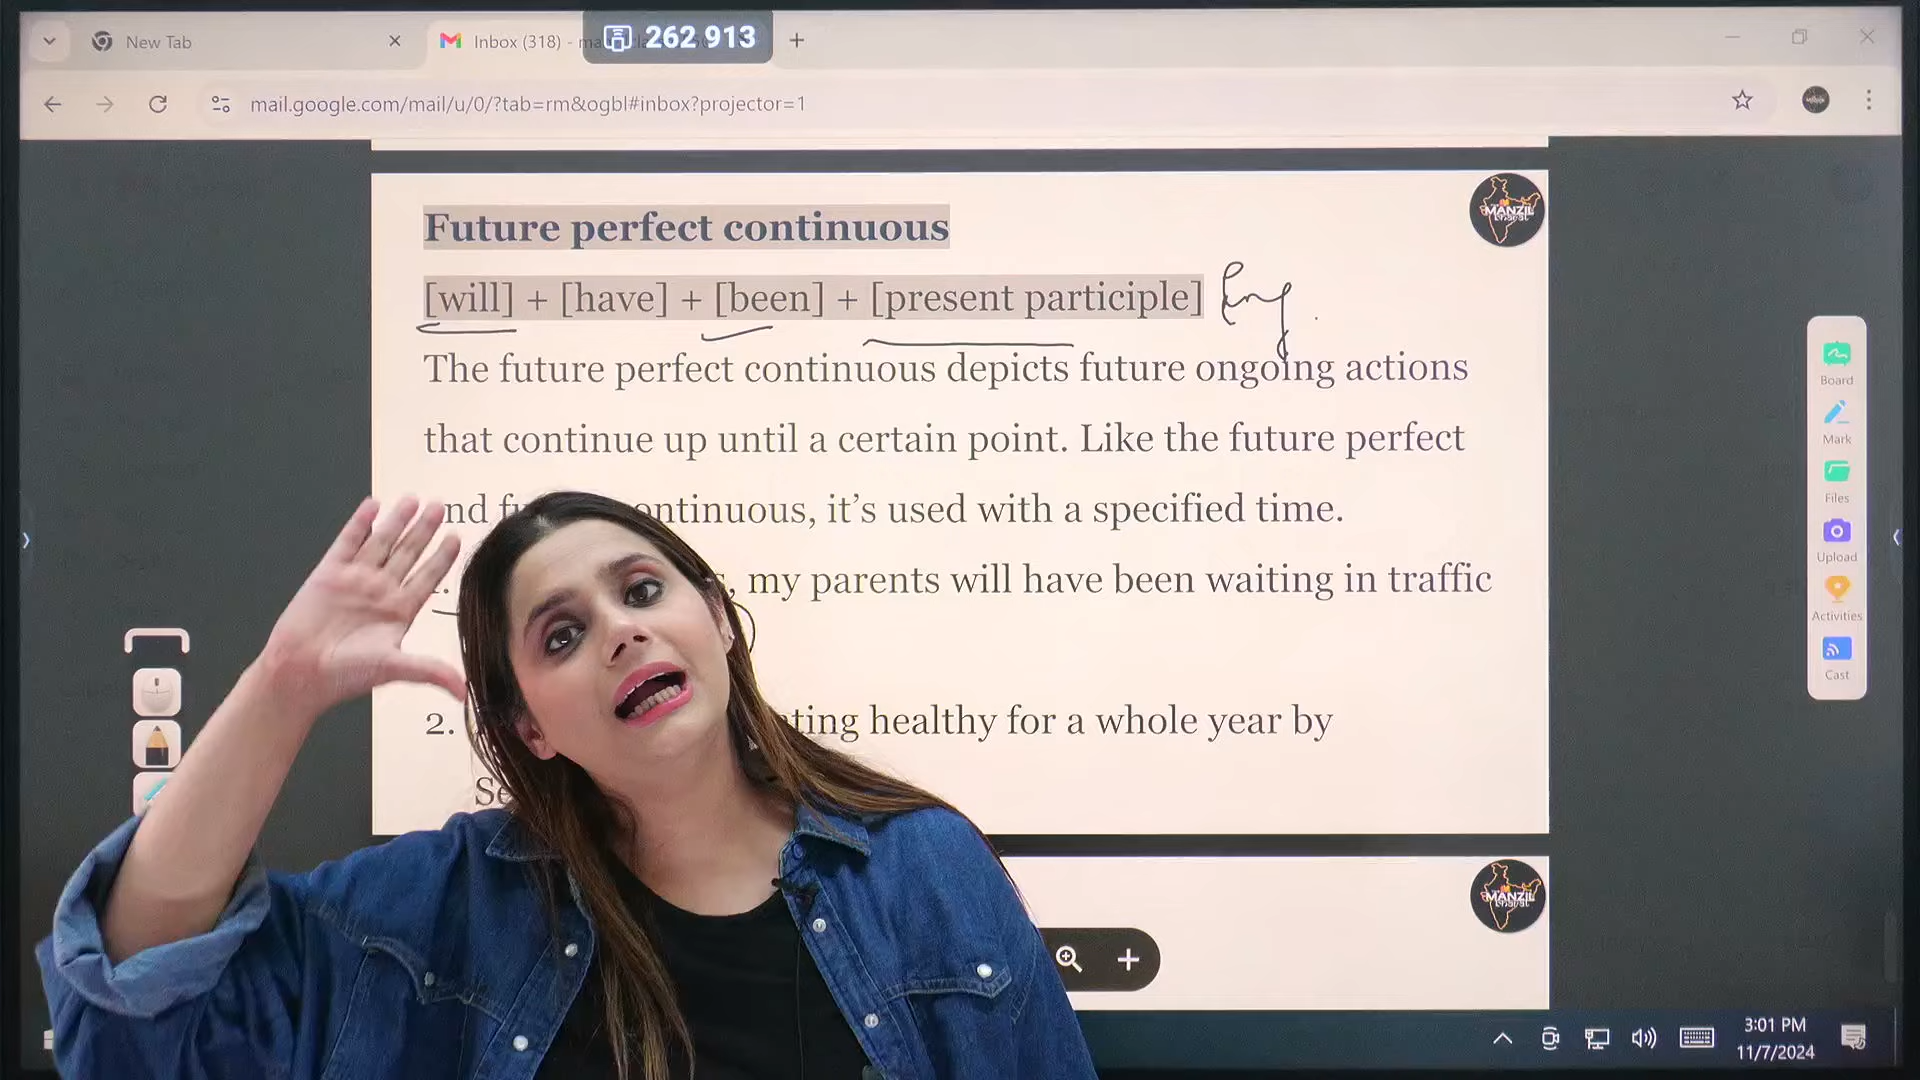 New Tab
Inbox (318) -
262 913
mail.google.com/mail/u/0/?tab=rm&ogbl#inbox?projector=1
MANZIL
Future perfect continuous
[will] + [have] + [been] + [present participle]
The future perfect continuous depicts future ongoing actions
that continue up until a certain point. Like the future perfect
continuous, it’s used with a specified time.
my parents will have been waiting in traffic
2.
healthy for a whole year by
Board
Mark
Files
Upload
Activities
Cast
MANZIL
3:01 PM
11/7/2024